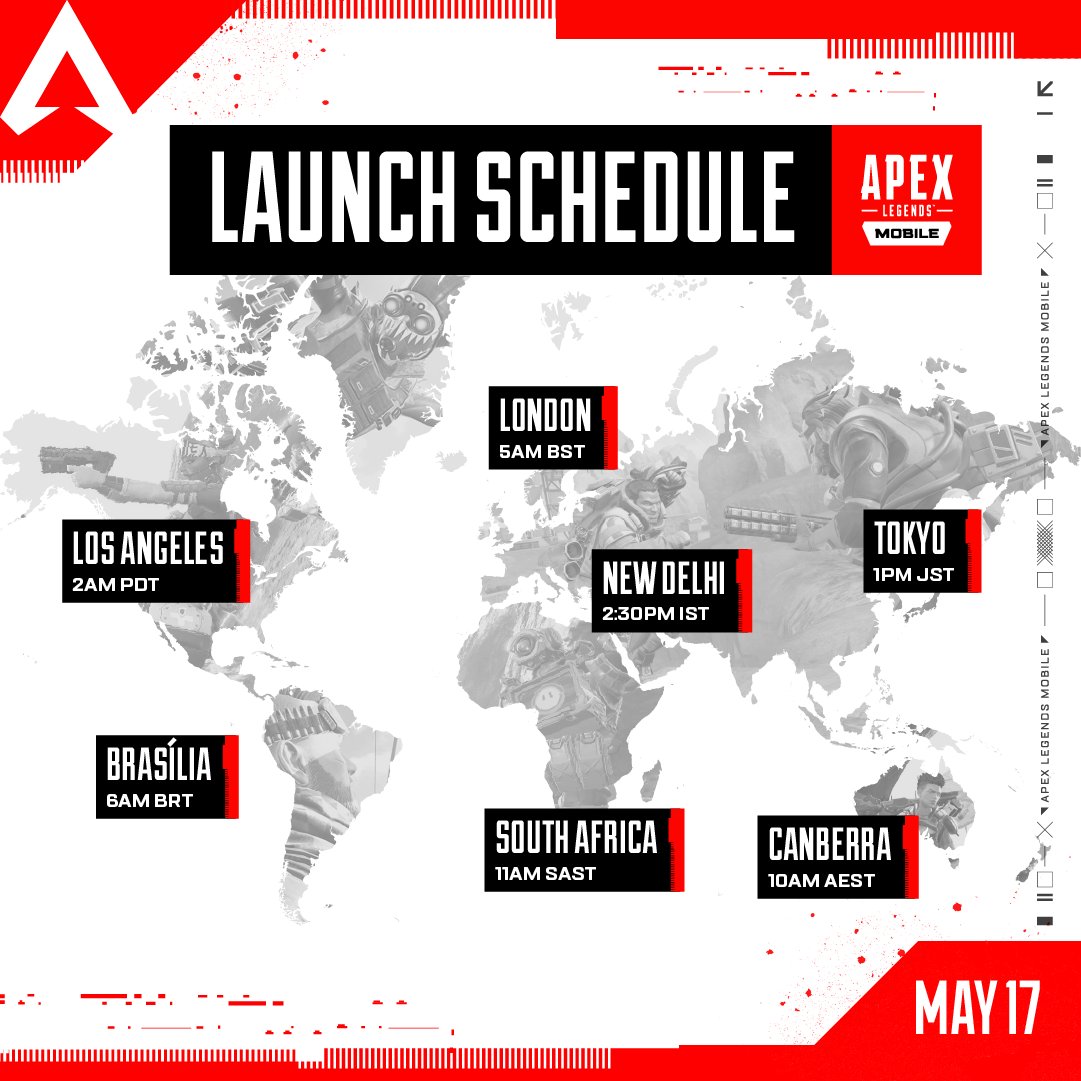 LAUNCH SCHEDULE
APEX
LEGENDS™
MOBILE
LONDON
5AM BST
LOS ANGELES
2AM PDT
NEW DELHI
2:30PM IST
TOKYO
1PM JST
BRASÍLIA
6AM BRT
SOUTH AFRICA
11AM SAST
CANBERRA
10AM AEST
APEX LEGENDS MOBILE
APEX LEGENDS MOBILE
MAY 17